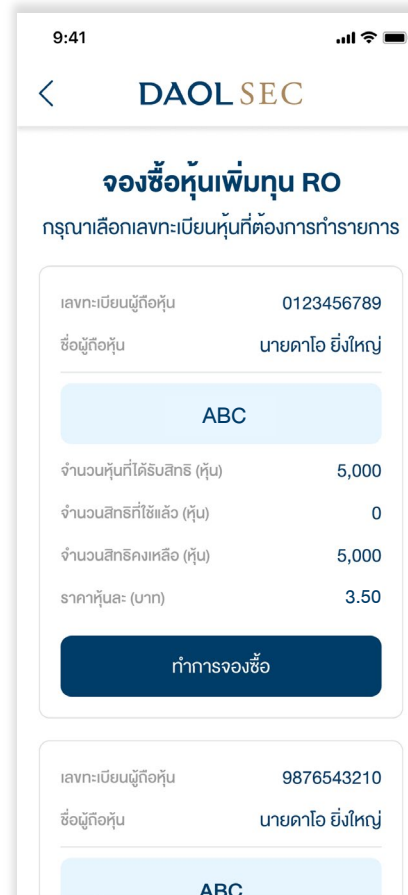 9:41
DAOL SEC
จองซื้อหุ้นเพิ่มทุน RO
กรุณาเลือกเลขทะเบียนหุ้นที่ต้องการทำรายการ
เลขทะเบียนผู้ถือหุ้น 0123456789
ชื่อผู้ถือหุ้น นายดาโอ ยิ่งใหญ่
ABC
จำนวนหุ้นที่ได้รับสิทธิ (หุ้น) 5,000
จำนวนสิทธิที่ใช้แล้ว (หุ้น) 0
จำนวนสิทธิคงเหลือ (หุ้น) 5,000
ราคาหุ้นละ (บาท) 3.50
ทำการจองซื้อ
เลขทะเบียนผู้ถือหุ้น 9876543210
ชื่อผู้ถือหุ้น นายดาโอ ยิ่งใหญ่
ABC